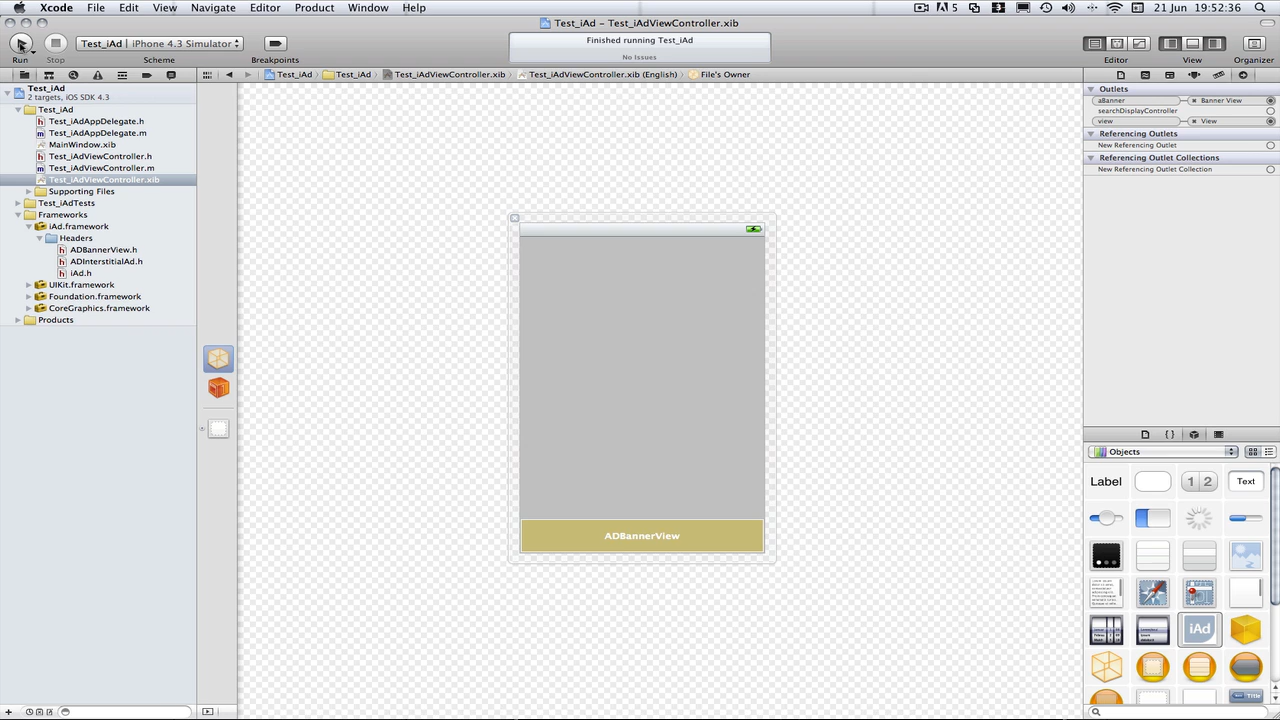 Xcode File Edit View Navigate Editor Product Window Help 5 21 Jun 19:52:36
Test_iAd – Test_iAdViewController.xib
Test_iAd | iPhone 4.3 Simulator
Finished running Test_iAd
No Issues
Run Stop Scheme Breakpoints Editor View Organizer
Test_iAd Test_iAd Test_iAdViewController.xib Test_iAdViewController.xib (English) File's Owner
Test_iAd
2 targets, iOS SDK 4.3
Test_iAd
Test_iAdAppDelegate.h
Test_iAdAppDelegate.m
MainWindow.xib
Test_iAdViewController.h
Test_iAdViewController.m
Test_iAdViewController.xib
Supporting Files
Test_iAdTests
Frameworks
iAd.framework
Headers
ADBannerView.h
ADInterstitialAd.h
iAd.h
UIKit.framework
Foundation.framework
CoreGraphics.framework
Products
ADBannerView
Outlets
aBanner Banner View
searchDisplayController
view View
Referencing Outlets
New Referencing Outlet
Referencing Outlet Collections
New Referencing Outlet Collection
{ }
Objects
Label 1 2 Text
iAd
Title